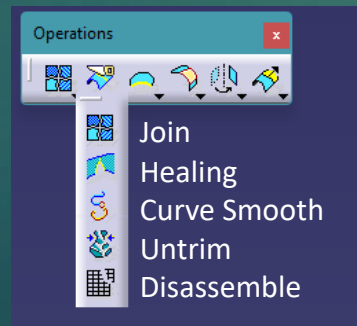 Operations
x
Join
Healing
Curve Smooth
Untrim
Disassemble